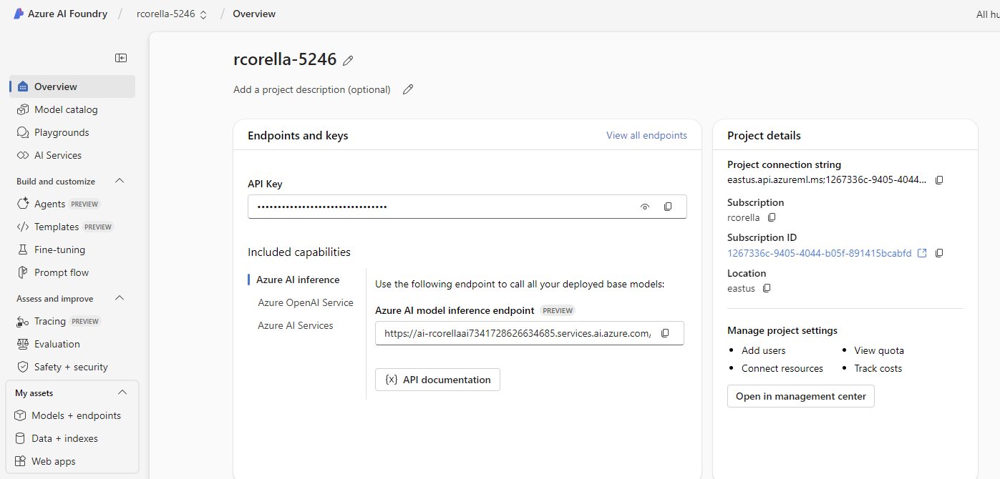 Azure AI Foundry / rcorella-5246 / Overview
All hu
Overview
Model catalog
Playgrounds
AI Services
Build and customize
Agents PREVIEW
Templates PREVIEW
Fine-tuning
Prompt flow
Assess and improve
Tracing PREVIEW
Evaluation
Safety + security
My assets
Models + endpoints
Data + indexes
Web apps
rcorella-5246
Add a project description (optional)
Endpoints and keys
View all endpoints
API Key
•••••••••••••••••••••••••••••••
Included capabilities
Azure AI inference
Azure OpenAI Service
Azure AI Services
Use the following endpoint to call all your deployed base models:
Azure AI model inference endpoint PREVIEW
https://ai-rcorellaai7341728626634685.services.ai.azure.com/
{x} API documentation
Project details
Project connection string
eastus.api.azureml.ms;1267336c-9405-4044...
Subscription
rcorella
Subscription ID
1267336c-9405-4044-b05f-891415bcabfd
Location
eastus
Manage project settings
• Add users
• View quota
• Connect resources
• Track costs
Open in management center